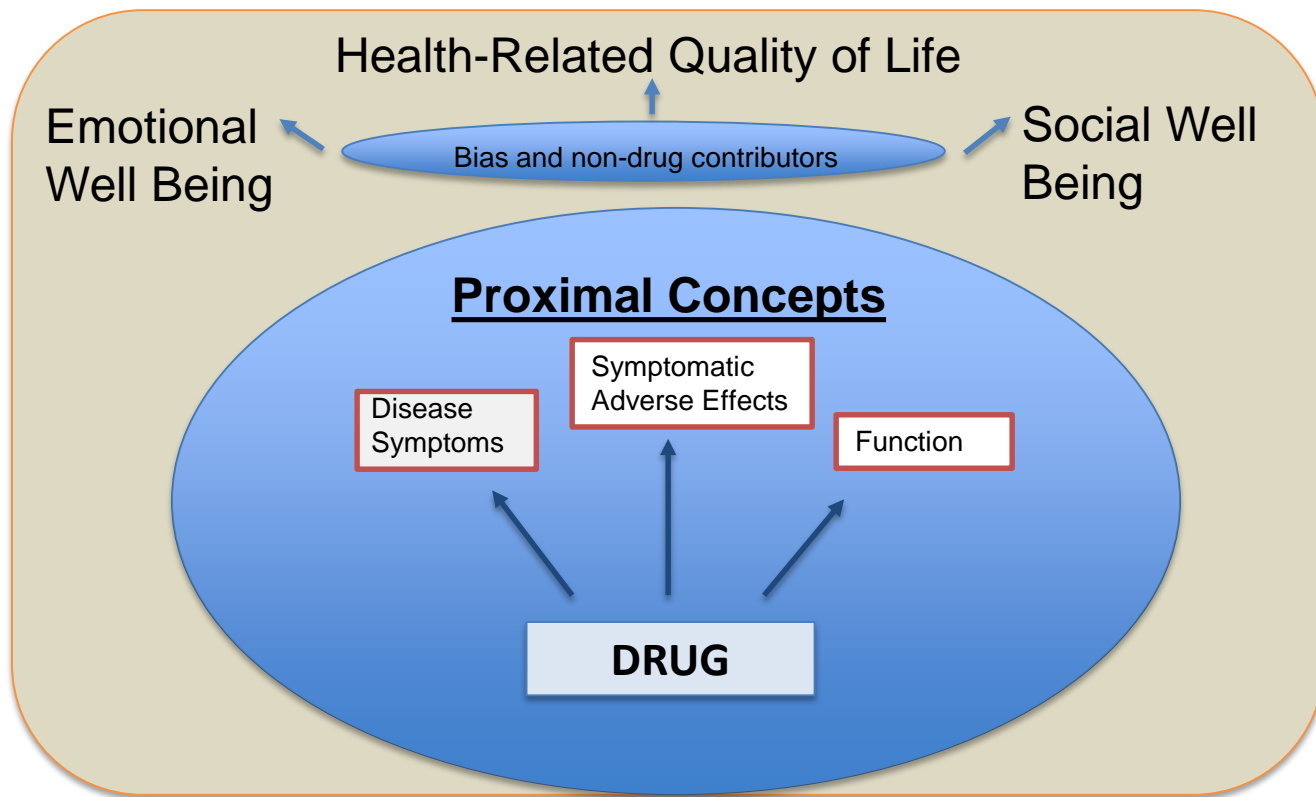 Health-Related Quality of Life
Emotional
Well Being
Bias and non-drug contributors
Social Well
Being
Proximal Concepts
Disease
Symptoms
Symptomatic
Adverse Effects
Function
DRUG